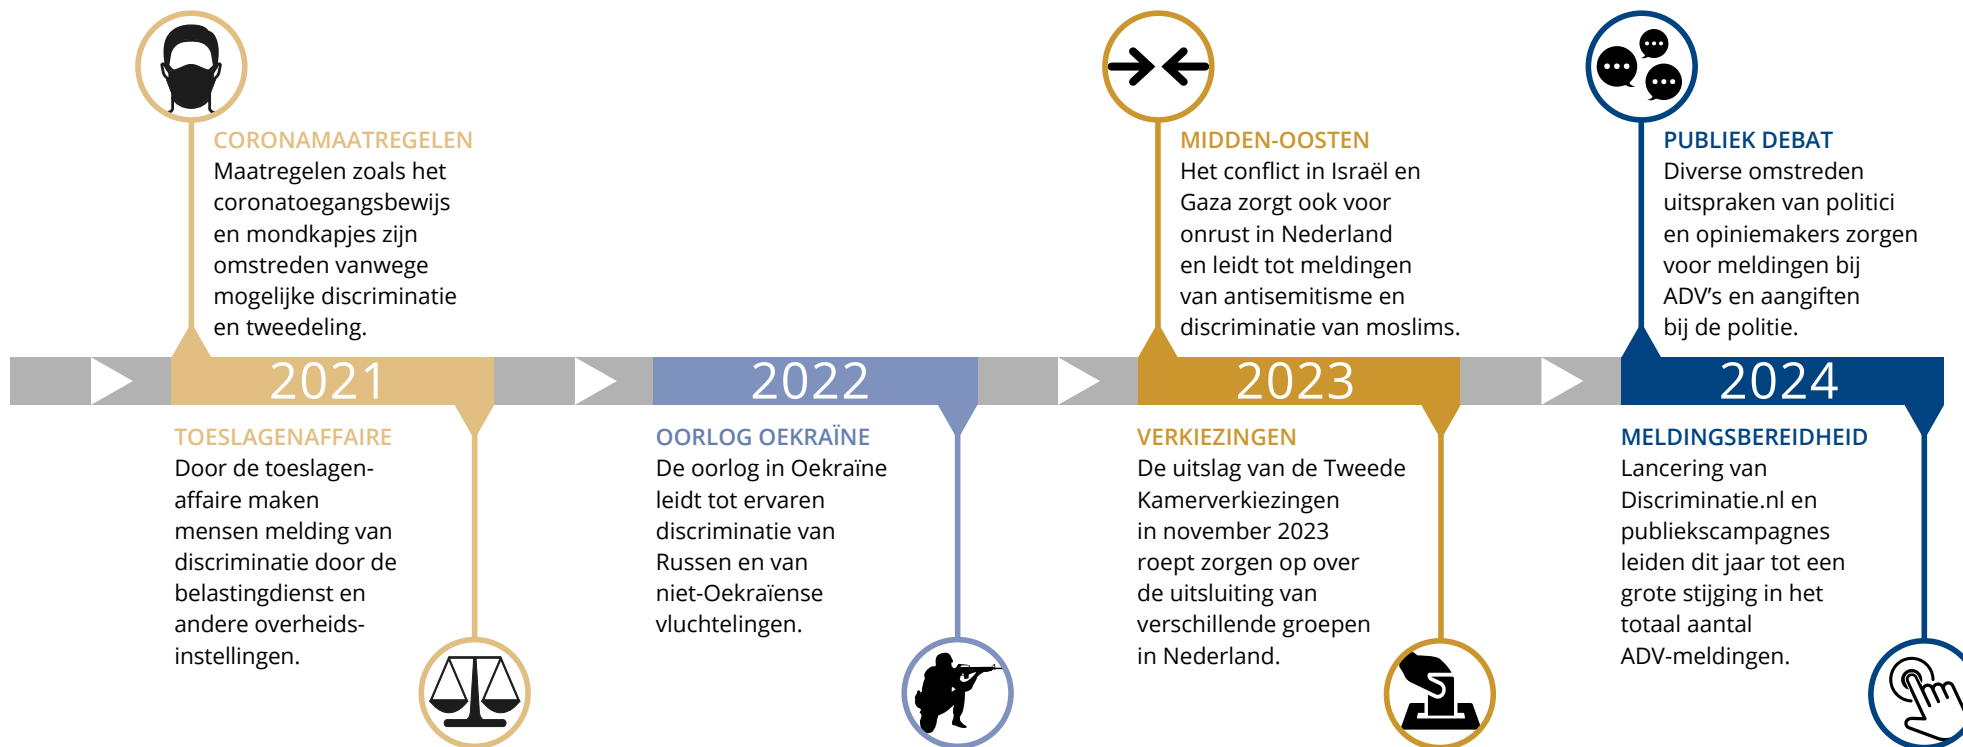 CORONAMAATREGELEN
Maatregelen zoals het
coronatoegangsbewijs
en mondkapjes zijn
omstreden vanwege
mogelijke discriminatie
en tweedeling.
MIDDEN-OOSTEN
Het conflict in Israël en
Gaza zorgt ook voor
onrust in Nederland
en leidt tot meldingen
van antisemitisme en
discriminatie van moslims.
PUBLIEK DEBAT
Diverse omstreden
uitspraken van politici
en opiniemakers zorgen
voor meldingen bij
ADV's en aangiften
bij de politie.
2021
2022
2023
2024
TOESLAGENAFFAIRE
Door de toeslagen-
affaire maken
mensen melding van
discriminatie door de
belastingdienst en
andere overheids-
instellingen.
OORLOG OEKRAÏNE
De oorlog in Oekraïne
leidt tot ervaren
discriminatie van
Russen en van
niet-Oekraïense
vluchtelingen.
VERKIEZINGEN
De uitslag van de Tweede
Kamerverkiezingen
in november 2023
roept zorgen op over
de uitsluiting van
verschillende groepen
in Nederland.
MELDINGSBEREIDHEID
Lancering van
Discriminatie.nl en
publiekscampagnes
leiden dit jaar tot een
grote stijging in het
totaal aantal
ADV-meldingen.